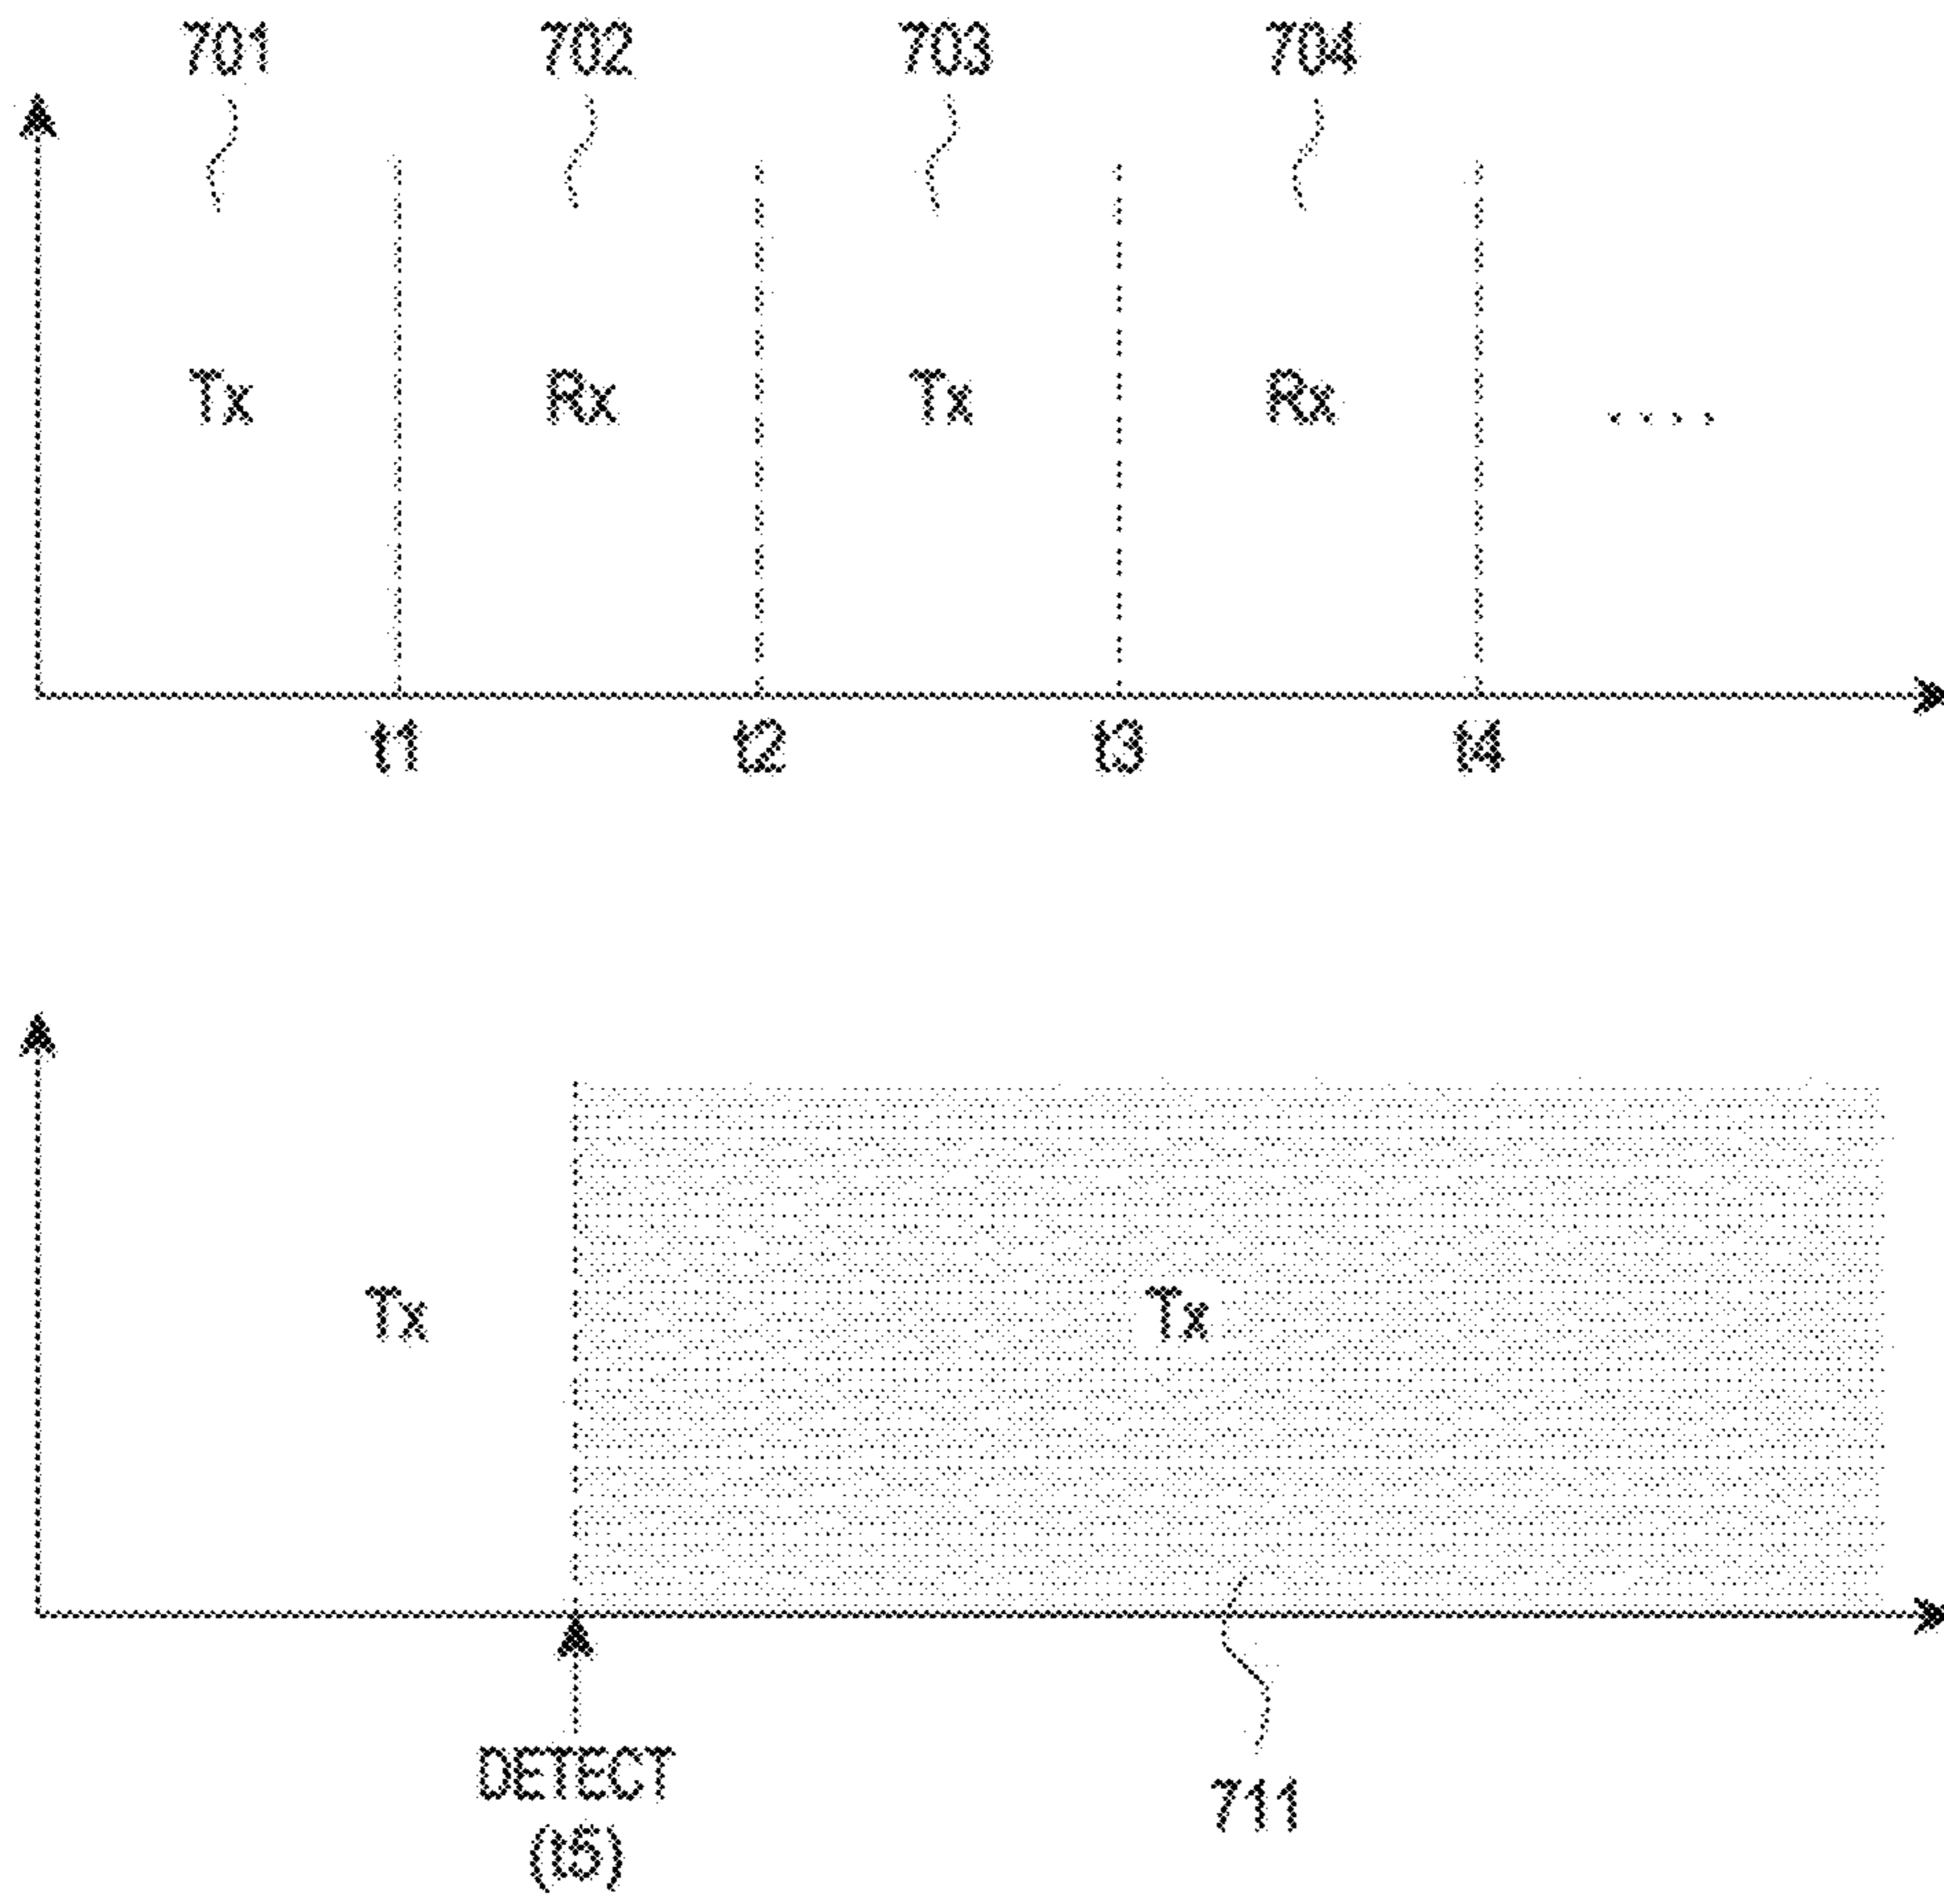 701 702 703 704
Tx Rx Tx Rx ....
t1 t2 t3 t4
Tx Tx
DETECT
(t5)
711